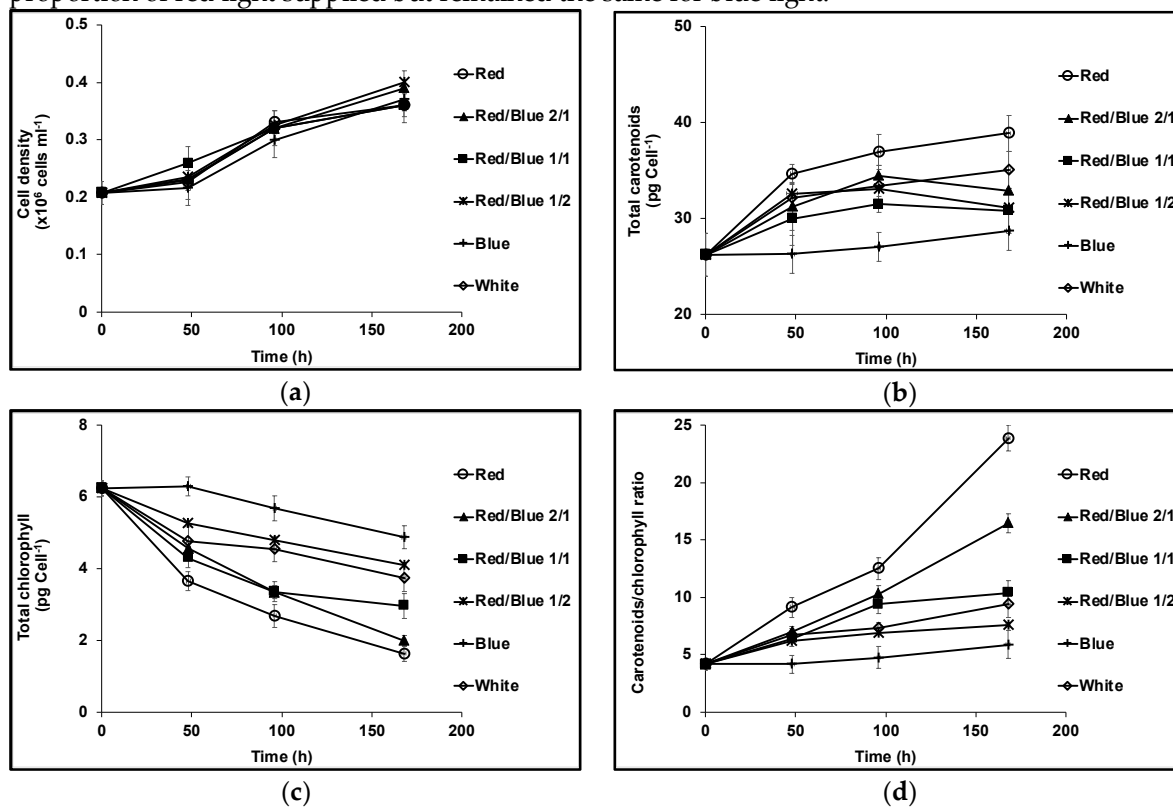 proportion of red light supplied but remained the same for blue light.
Cell density
(x10⁶ cells ml⁻¹)
0.5
0.4
0.3
0.2
0.1
0
0 50 100 150 200
Time (h)
Red
Red/Blue 2/1
Red/Blue 1/1
Red/Blue 1/2
Blue
White
(a)
Total carotenoids
(pg Cell⁻¹)
50
40
30
20
0 50 100 150 200
Time (h)
Red
Red/Blue 2/1
Red/Blue 1/1
Red/Blue 1/2
Blue
White
(b)
Total chlorophyll
(pg Cell⁻¹)
8
6
4
2
0
0 50 100 150 200
Time (h)
Red
Red/Blue 2/1
Red/Blue 1/1
Red/Blue 1/2
Blue
White
(c)
Carotenoids/chlorophyll ratio
25
20
15
10
5
0
0 50 100 150 200
Time (h)
Red
Red/Blue 2/1
Red/Blue 1/1
Red/Blue 1/2
Blue
White
(d)